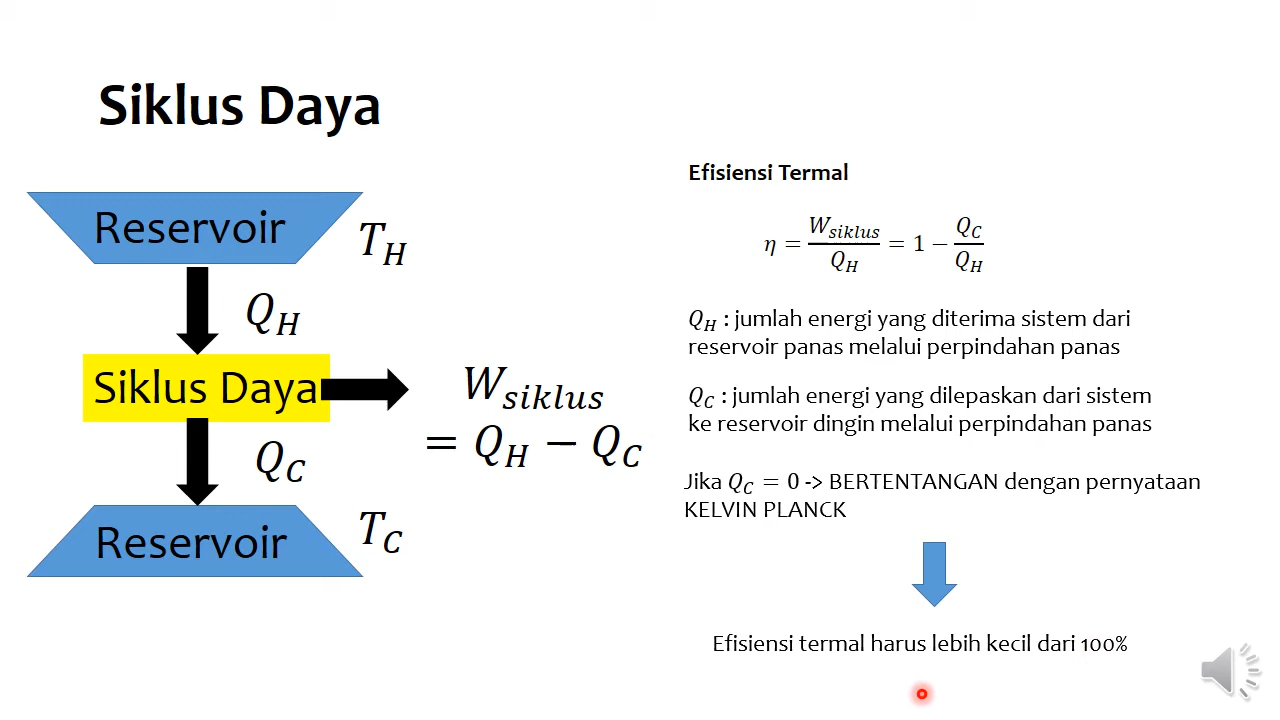 Siklus Daya
Reservoir
T_H
Q_H
Siklus Daya
W_siklus
= Q_H − Q_C
Q_C
Reservoir
T_C
Efisiensi Termal
η = W_siklus / Q_H = 1 − Q_C / Q_H
Q_H : jumlah energi yang diterima sistem dari
reservoir panas melalui perpindahan panas
Q_C : jumlah energi yang dilepaskan dari sistem
ke reservoir dingin melalui perpindahan panas
Jika Q_C = 0 -> BERTENTANGAN dengan pernyataan
KELVIN PLANCK
Efisiensi termal harus lebih kecil dari 100%